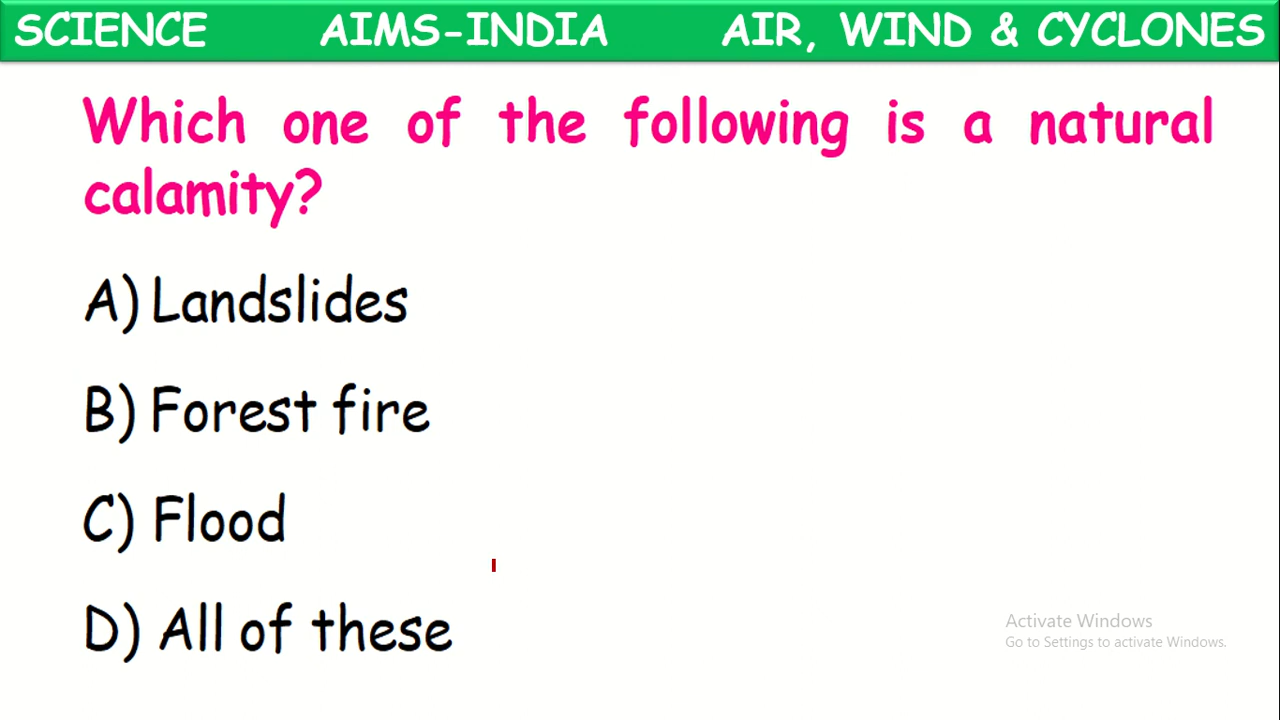 SCIENCE AIMS-INDIA AIR, WIND & CYCLONES
Which one of the following is a natural
calamity?
A) Landslides
B) Forest fire
C) Flood
D) All of these
Activate Windows
Go to Settings to activate Windows.